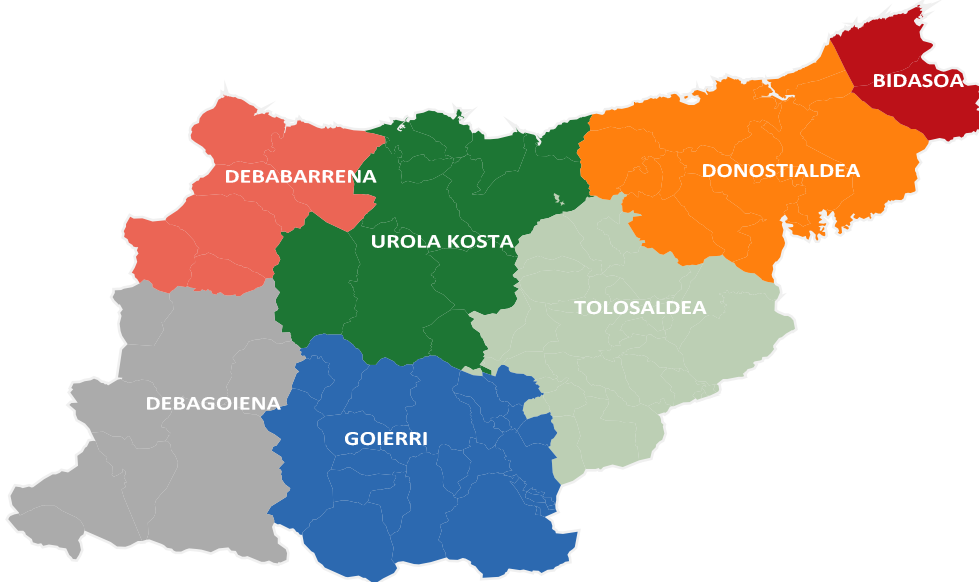 BIDASOA
DONOSTIALDEA
DEBABARRENA
UROLA KOSTA
TOLOSALDEA
DEBAGOIENA
GOIERRI